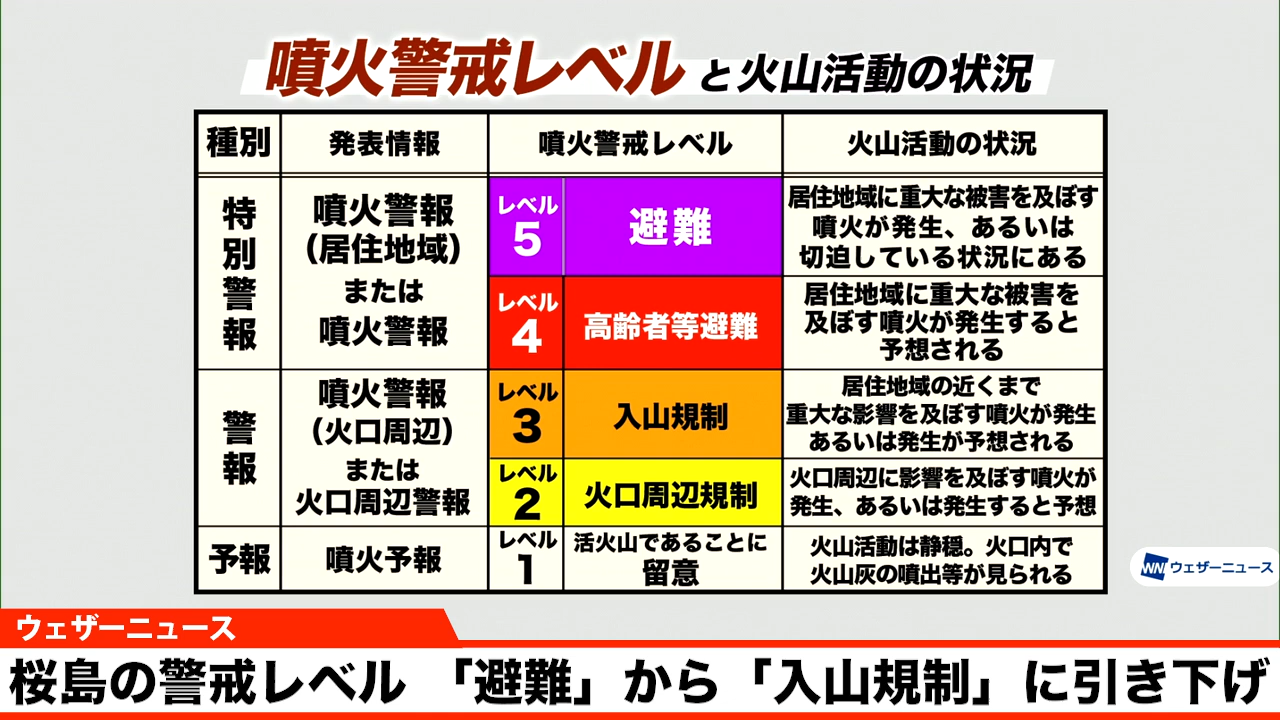 噴火警戒レベルと火山活動の状況
種別
発表情報
噴火警戒レベル
火山活動の状況
特別警報
噴火警報
(居住地域)
または
噴火警報
レベル
5
避難
居住地域に重大な被害を及ぼす
噴火が発生、あるいは
切迫している状況にある
レベル
4
高齢者等避難
居住地域に重大な被害を
及ぼす噴火が発生すると
予想される
警報
噴火警報
(火口周辺)
または
火口周辺警報
レベル
3
入山規制
居住地域の近くまで
重大な影響を及ぼす噴火が発生
あるいは発生が予想される
レベル
2
火口周辺規制
火口周辺に影響を及ぼす噴火が
発生、あるいは発生すると予想
予報
噴火予報
レベル
1
活火山であることに
留意
火山活動は静穏。火口内で
火山灰の噴出等が見られる
WNI ウェザーニュース
ウェザーニュース
桜島の警戒レベル 「避難」から「入山規制」に引き下げ